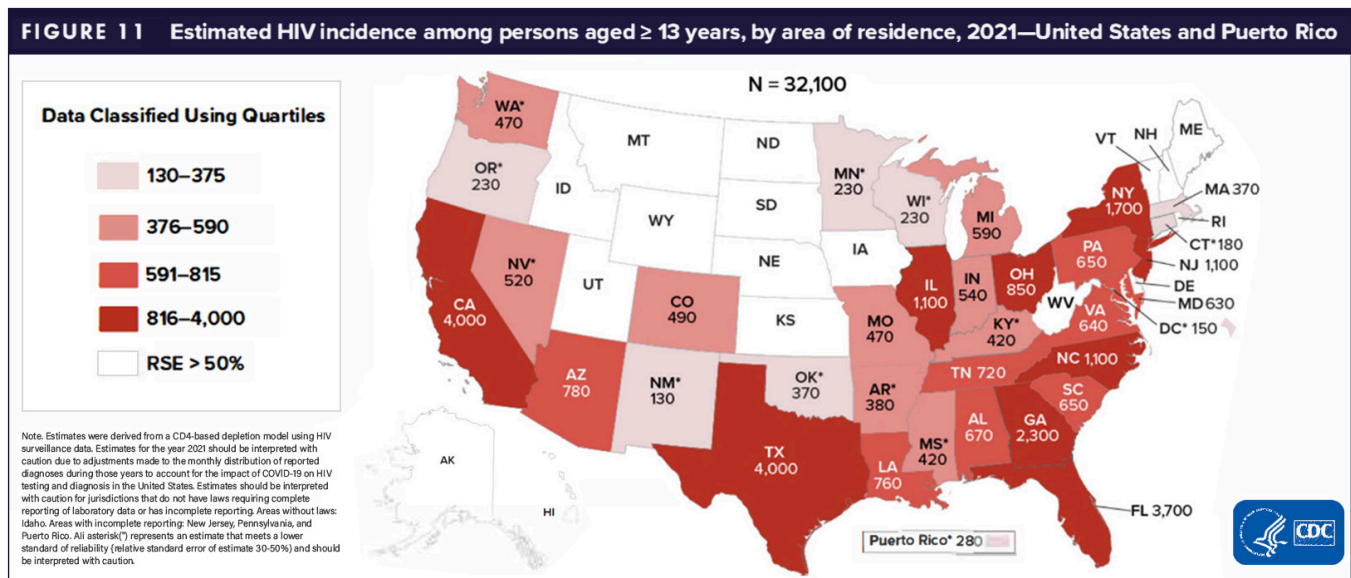 FIGURE 11 Estimated HIV incidence among persons aged ≥ 13 years, by area of residence, 2021—United States and Puerto Rico
Data Classified Using Quartiles
130–375
376–590
591–815
816–4,000
RSE > 50%
Note. Estimates were derived from a CD4-based depletion model using HIV
surveillance data. Estimates for the year 2021 should be interpreted with
caution due to adjustments made to the monthly distribution of reported
diagnoses during those years to account for the impact of COVID-19 on HIV
testing and diagnosis in the United States. Estimates should be interpreted
with caution for jurisdictions that do not have laws requiring complete
reporting of laboratory data or has incomplete reporting. Areas without laws:
Idaho. Areas with incomplete reporting: New Jersey, Pennsylvania, and
Puerto Rico. Ali asterisk(*) represents an estimate that meets a lower
standard of reliability (relative standard error of estimate 30-50%) and should
be interpreted with caution.
N = 32,100
WA*
470
OR*
230
CA
4,000
NV*
520
ID
MT
WY
UT
AZ
780
CO
490
NM*
130
ND
SD
NE
KS
OK*
370
TX
4,000
MN*
230
IA
MO
470
AR*
380
LA
760
WI*
230
IL
1,100
MI
590
IN
540
OH
850
KY*
420
TN 720
MS*
420
AL
670
GA
2,300
FL 3,700
SC
650
NC 1,100
VA
640
WV
PA
650
NY
1,700
VT
NH
ME
MA 370
RI
CT* 180
NJ 1,100
DE
MD 630
DC* 150
AK
HI
Puerto Rico* 280
CDC